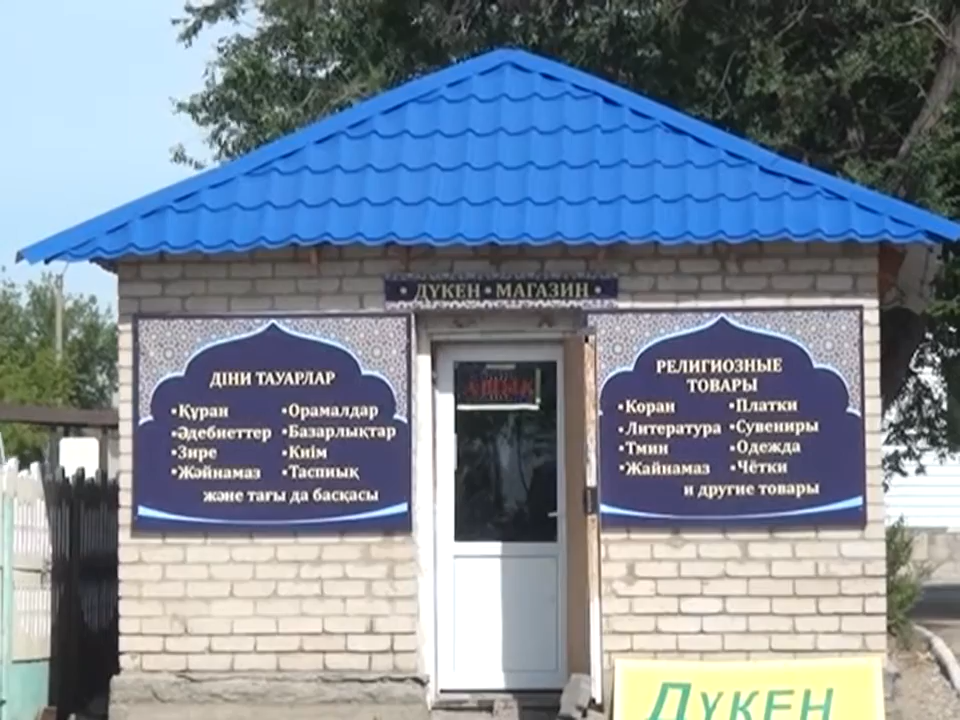 • ДҮКЕН • МАГАЗИН •
ДІНИ ТАУАРЛАР
•Құран •Орамалдар
•Әдебиеттер •Базарлықтар
•Зире •Киім
•Жәйнамаз •Таспиық
және тағы да басқасы
АШЫҚ
РЕЛИГИОЗНЫЕ
ТОВАРЫ
•Коран •Платки
•Литература •Сувениры
•Тмин •Одежда
•Жайнамаз •Чётки
и другие товары
ДҮКЕН